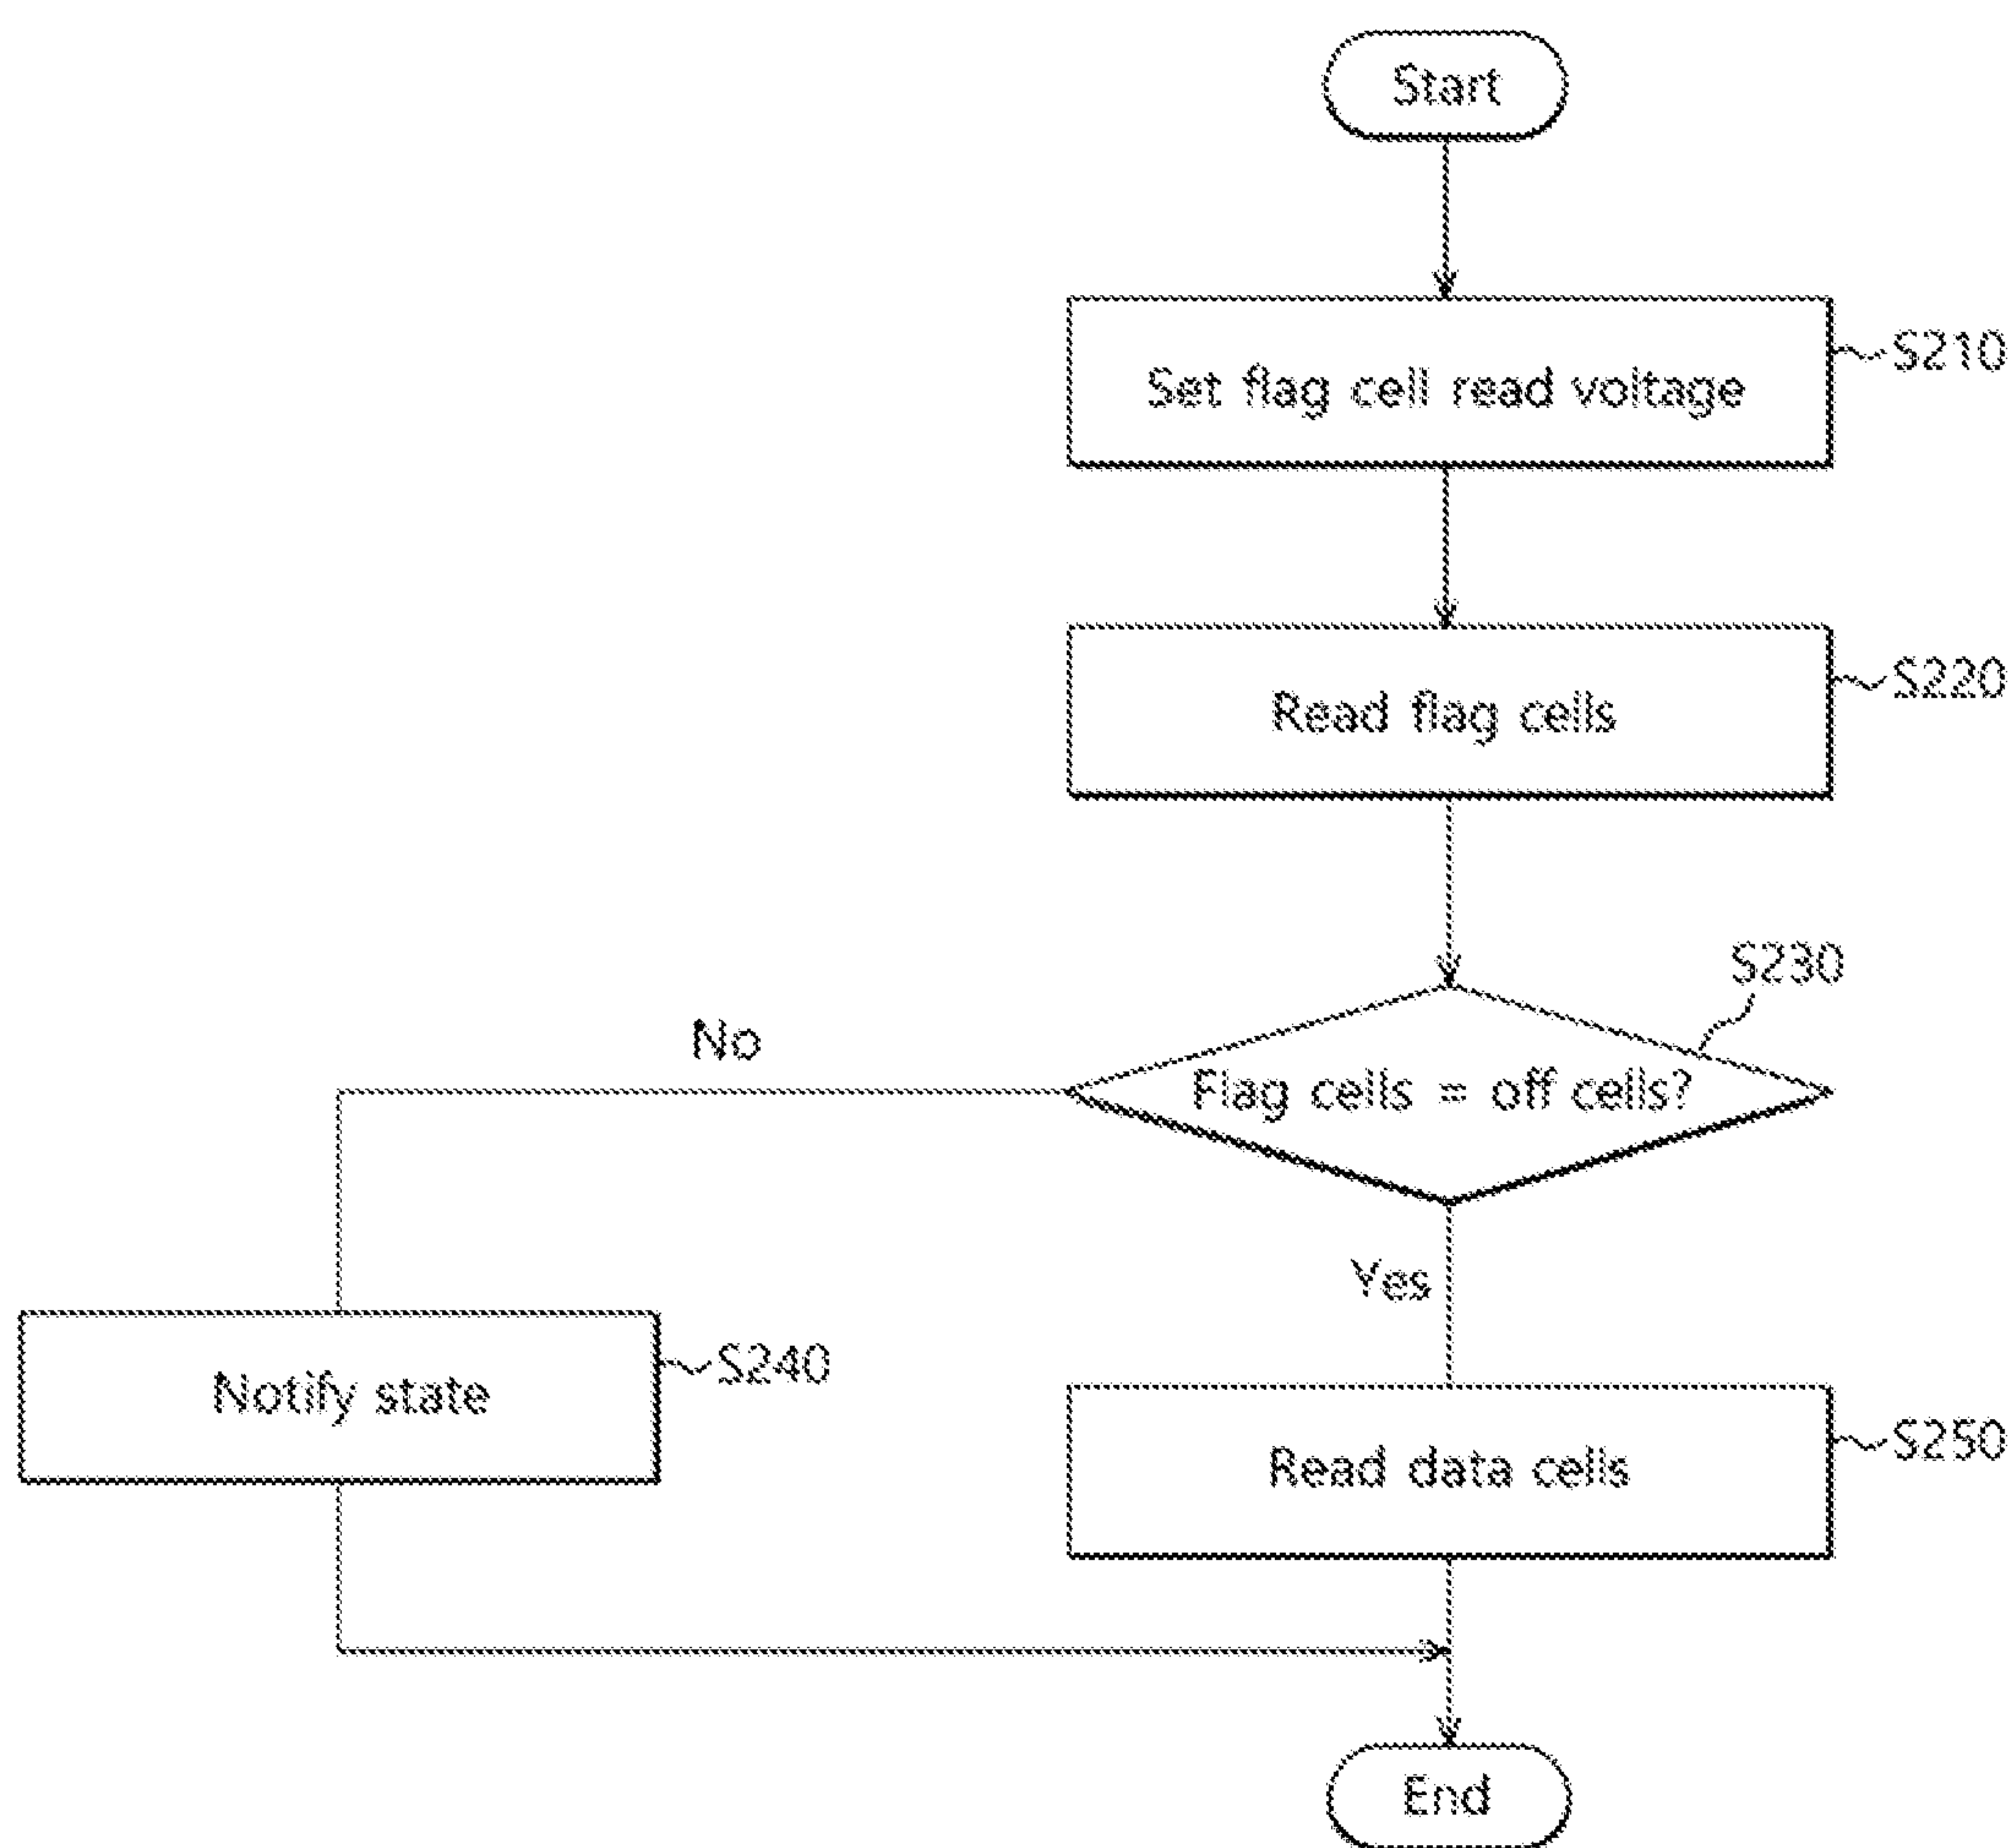 Start
Set flag cell read voltage
S210
Read flag cells
S220
S230
Flag cells = off cells?
No
Yes
Notify state
S240
Read data cells
S250
End